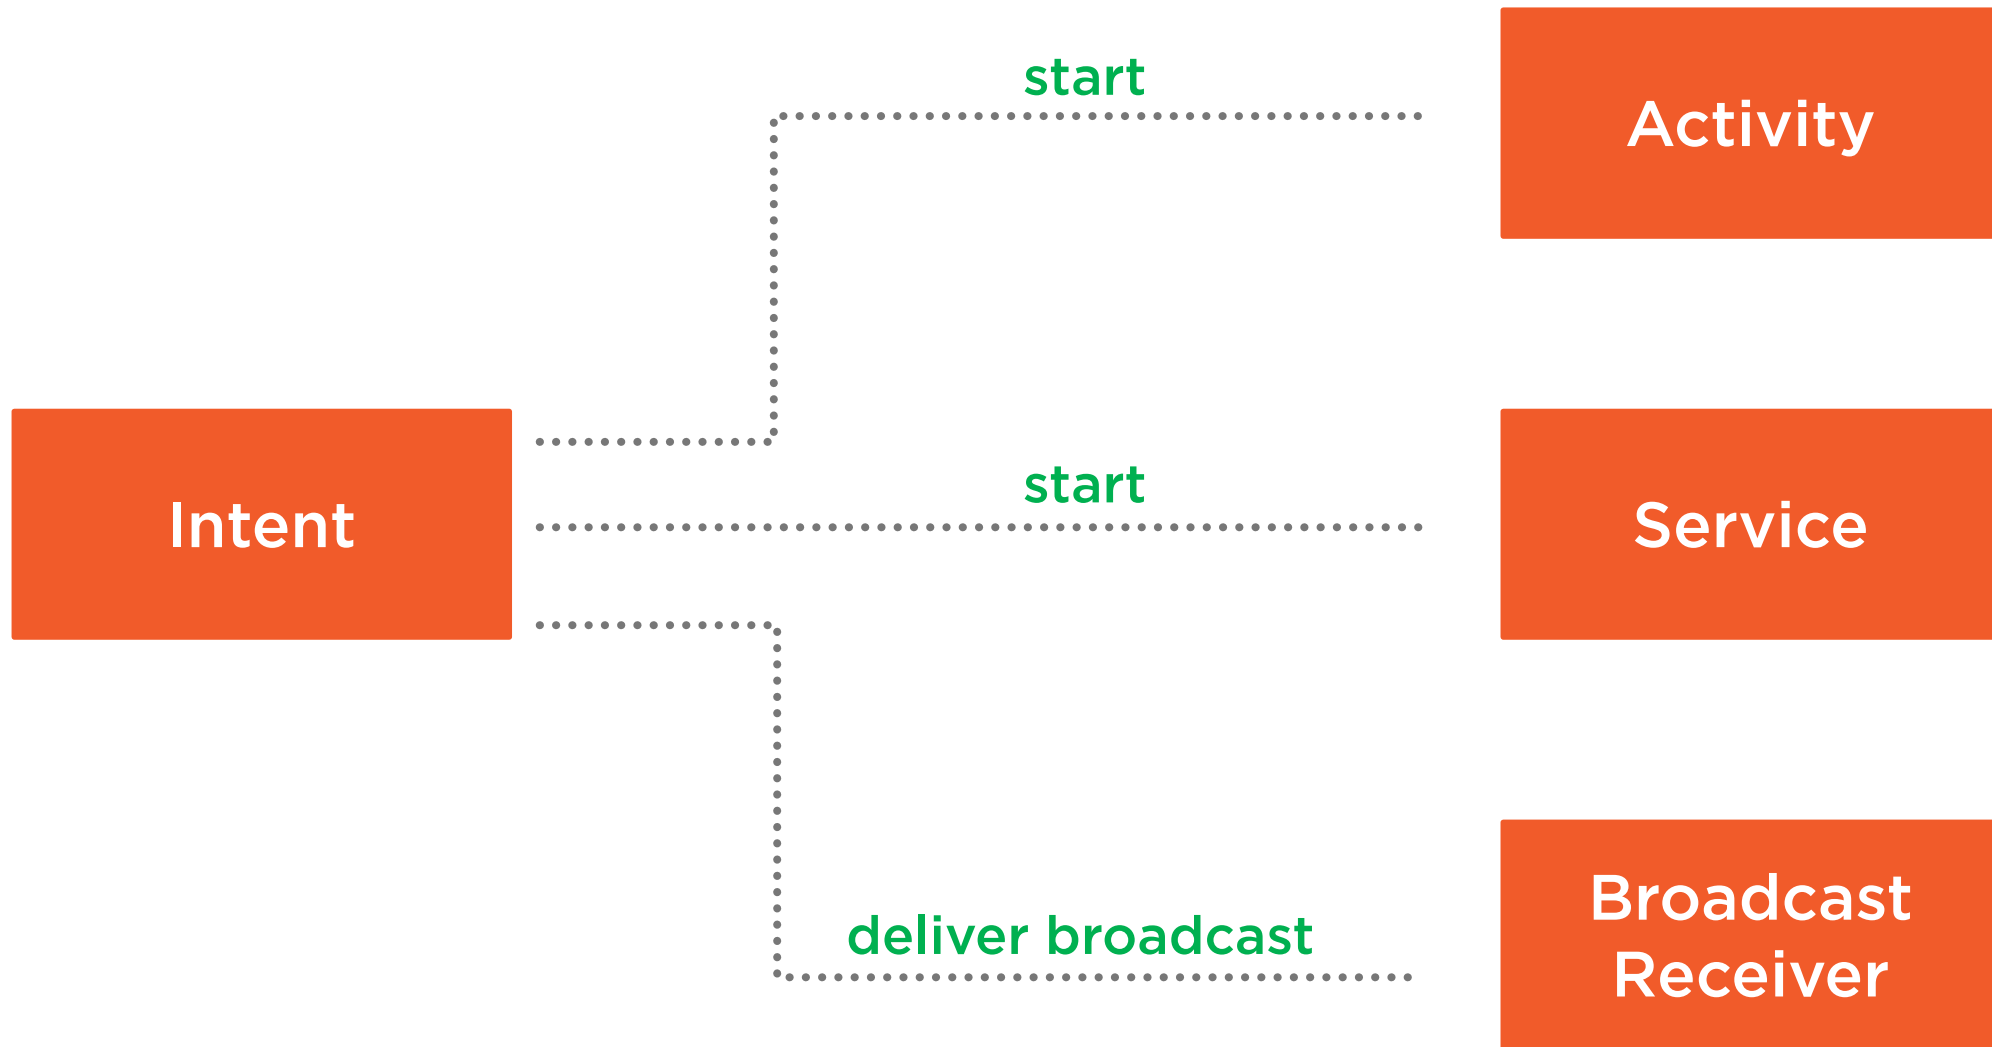 start
Activity
Intent
start
Service
deliver broadcast
Broadcast
Receiver